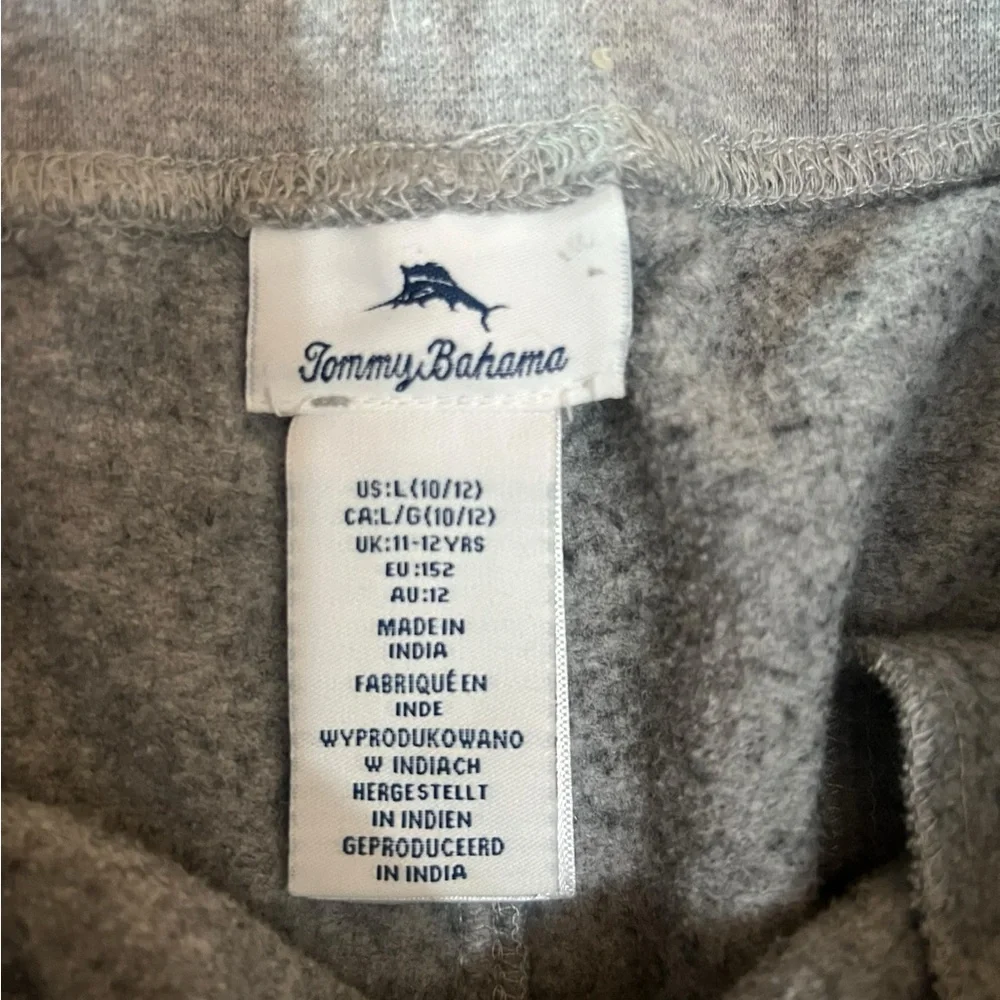 Tommy Bahama
US:L(10/12)
CA:L/G(10/12)
UK:11-12YRS
EU:152
AU:12
MADE IN
INDIA
FABRIQUÉ EN
INDE
WYPRODUKOWANO
W INDIACH
HERGESTELLT
IN INDIEN
GEPRODUCEERD
IN INDIA